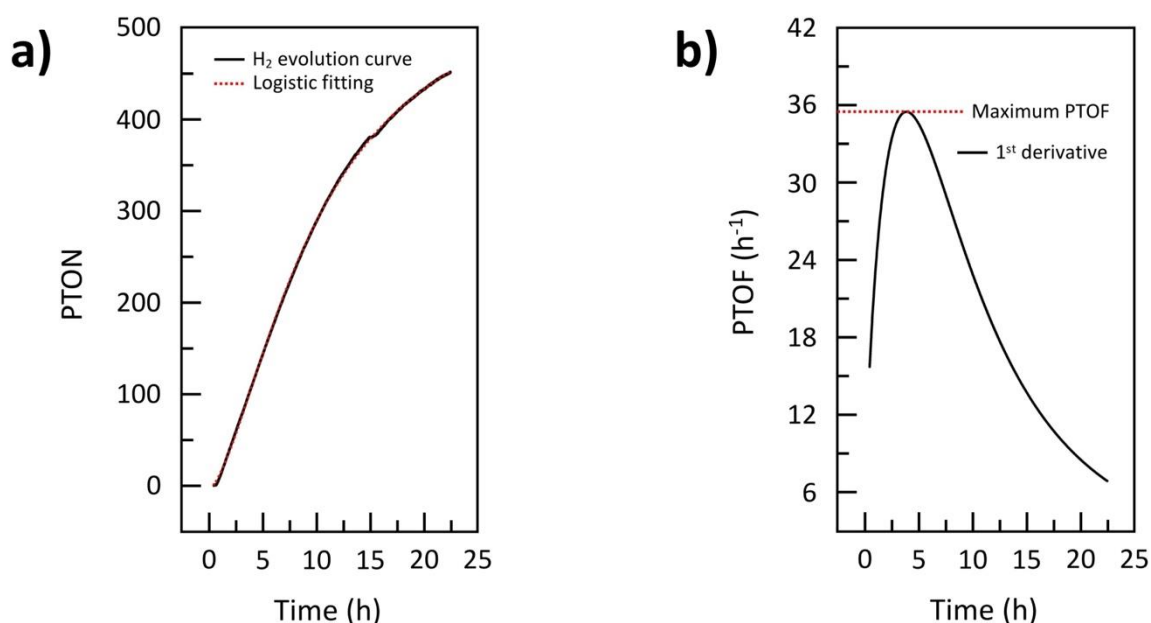 a)
500
400
300
200
100
0
PTON
H₂ evolution curve
Logistic fitting
0 5 10 15 20 25
Time (h)
b)
42
36
30
24
18
12
6
PTOF (h⁻¹)
Maximum PTOF
1ˢᵗ derivative
0 5 10 15 20 25
Time (h)